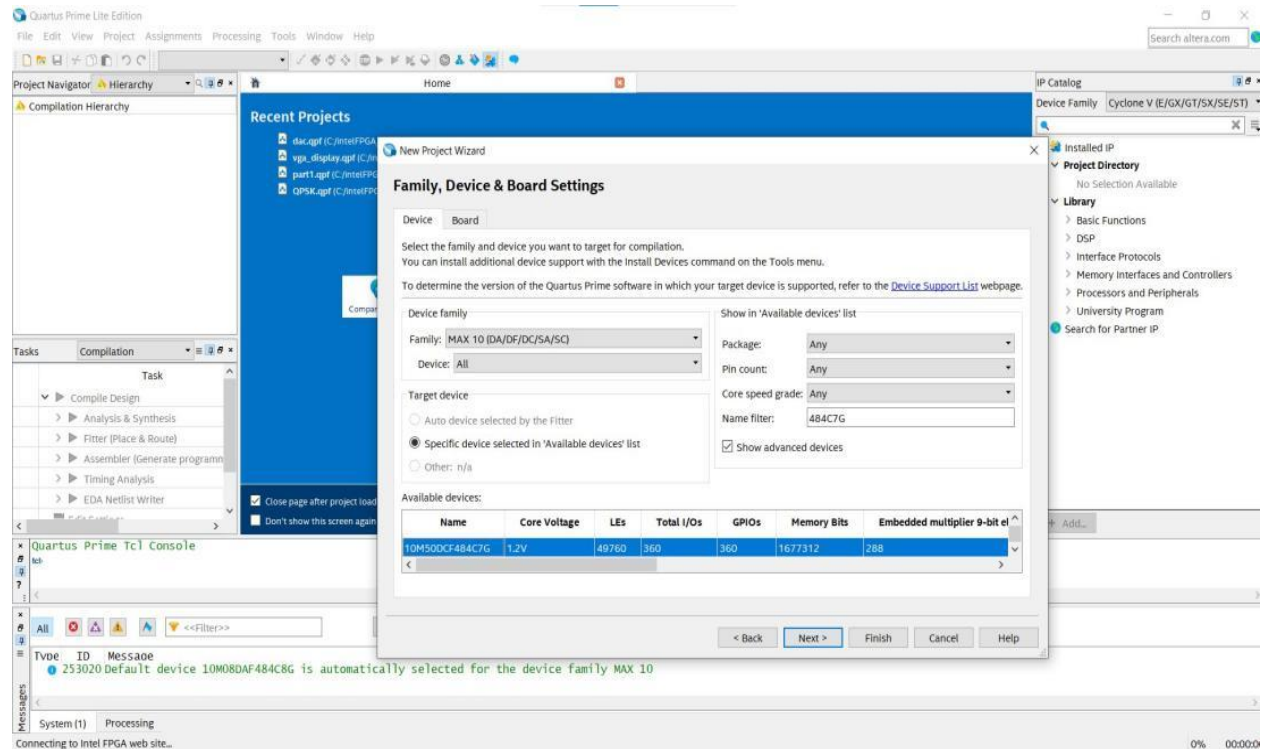 Quartus Prime Lite Edition
File Edit View Project Assignments Processing Tools Window Help
Search altera.com
Project Navigator Hierarchy
Compilation Hierarchy
Home
Recent Projects
dac.qpf (C:/intelFPGA
vga_display.qpf (C:/in
part1.qpf (C:/intelFPG
QPSK.qpf (C:/intelFPG
Compar
Close page after project load
Don't show this screen again
IP Catalog
Device Family Cyclone V (E/GX/GT/SX/SE/ST)
Installed IP
Project Directory
No Selection Available
Library
Basic Functions
DSP
Interface Protocols
Memory Interfaces and Controllers
Processors and Peripherals
University Program
Search for Partner IP
+ Add...
New Project Wizard
Family, Device & Board Settings
Device Board
Select the family and device you want to target for compilation.
You can install additional device support with the Install Devices command on the Tools menu.
To determine the version of the Quartus Prime software in which your target device is supported, refer to the Device Support List webpage.
Device family
Family: MAX 10 (DA/DF/DC/SA/SC)
Device: All
Target device
Auto device selected by the Fitter
Specific device selected in 'Available devices' list
Other: n/a
Show in 'Available devices' list
Package: Any
Pin count: Any
Core speed grade: Any
Name filter: 484C7G
Show advanced devices
Available devices:
Name Core Voltage LEs Total I/Os GPIOs Memory Bits Embedded multiplier 9-bit el
10M50DCF484C7G 1.2V 49760 360 360 1677312 288
< Back Next > Finish Cancel Help
Tasks Compilation
Task
Compile Design
Analysis & Synthesis
Fitter (Place & Route)
Assembler (Generate programm
Timing Analysis
EDA Netlist Writer
Quartus Prime Tcl Console
tcl>
All <<Filter>>
Type ID Message
253020 Default device 10M08DAF484C8G is automatically selected for the device family MAX 10
Messages
System (1) Processing
Connecting to Intel FPGA web site...
0% 00:00:0